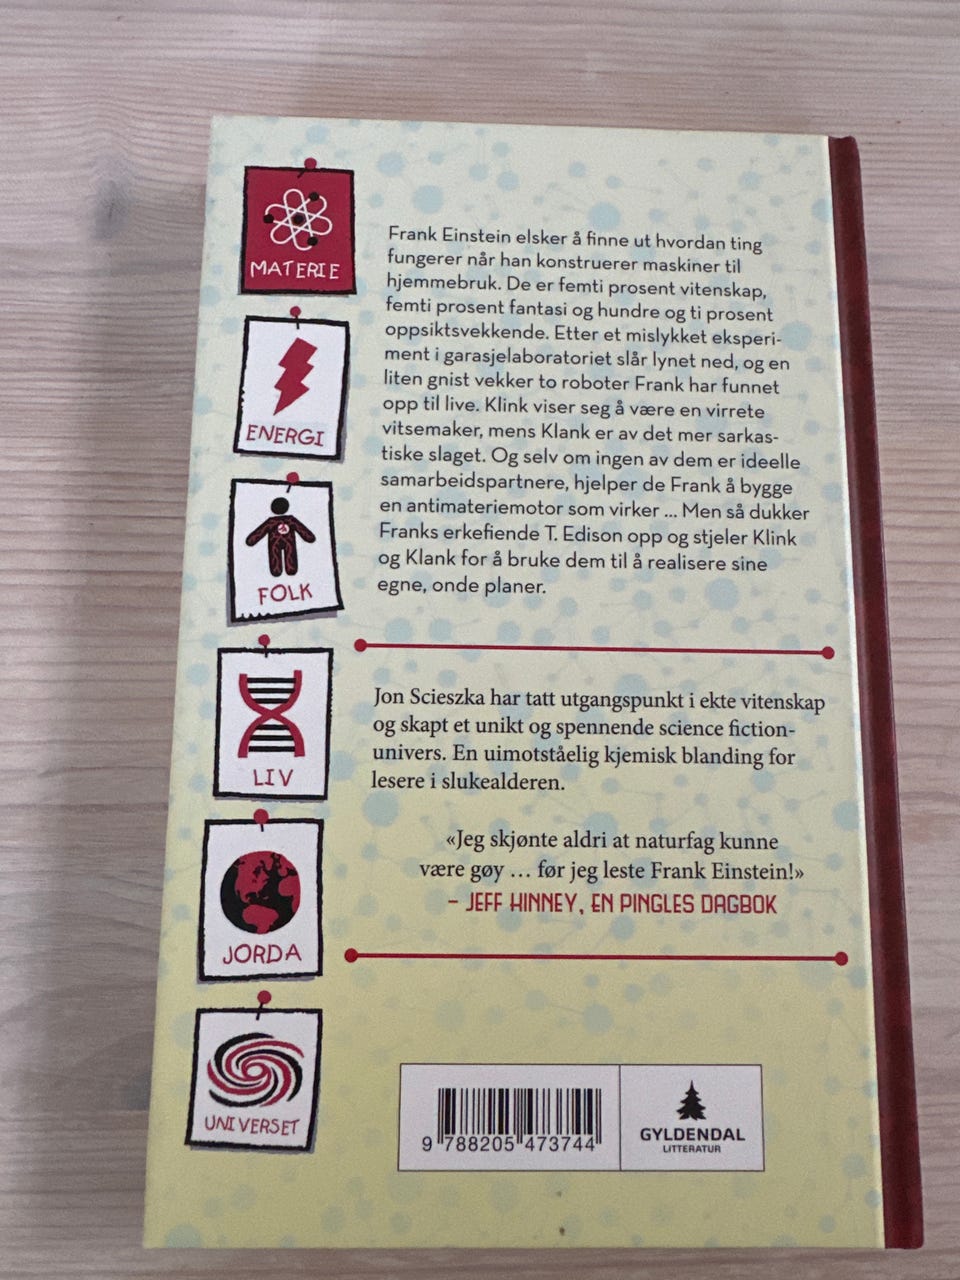 MATERIE
ENERGI
FOLK
LIV
JORDA
UNIVERSET
Frank Einstein elsker å finne ut hvordan ting
fungerer når han konstruerer maskiner til
hjemmebruk. De er femti prosent vitenskap,
femti prosent fantasi og hundre og ti prosent
oppsiktsvekkende. Etter et mislykket eksperi-
ment i garasjelaboratoriet slår lynet ned, og en
liten gnist vekker to roboter Frank har funnet
opp til live. Klink viser seg å være en virrete
vitsemaker, mens Klank er av det mer sarkas-
tiske slaget. Og selv om ingen av dem er ideelle
samarbeidspartnere, hjelper de Frank å bygge
en antimateriemotor som virker ... Men så dukker
Franks erkefiende T. Edison opp og stjeler Klink
og Klank for å bruke dem til å realisere sine
egne, onde planer.
Jon Scieszka har tatt utgangspunkt i ekte vitenskap
og skapt et unikt og spennende science fiction-
univers. En uimotståelig kjemisk blanding for
lesere i slukealderen.
«Jeg skjønte aldri at naturfag kunne
være gøy ... før jeg leste Frank Einstein!»
– JEFF HINNEY, EN PINGLES DAGBOK
9 788205 473744
GYLDENDAL
LITTERATUR